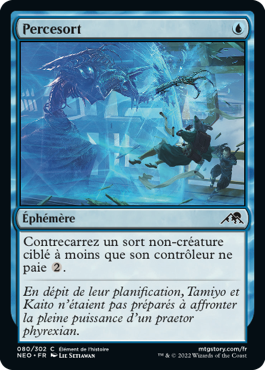 Percesort
Éphémère
Contrecarrez un sort non-créature
ciblé à moins que son contrôleur ne
paie 2.
En dépit de leur planification, Tamiyo et
Kaito n'étaient pas préparés à affronter
la pleine puissance d'un praetor
phyrexian.
080/302 C Élément de l'histoire
NEO • FR Lie Setiawan
mtgstory.com/fr
™ & © 2022 Wizards of the Coast